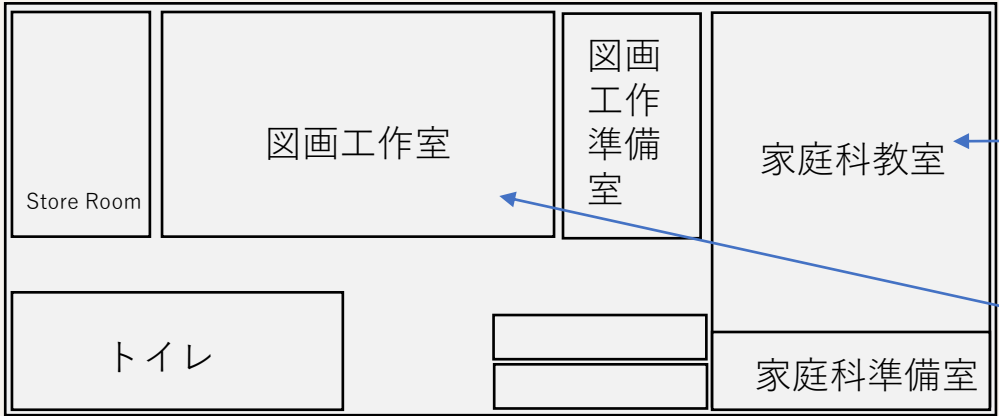 Store Room
図画工作室
図画
工作
準備
室
家庭科教室
トイレ
家庭科準備室